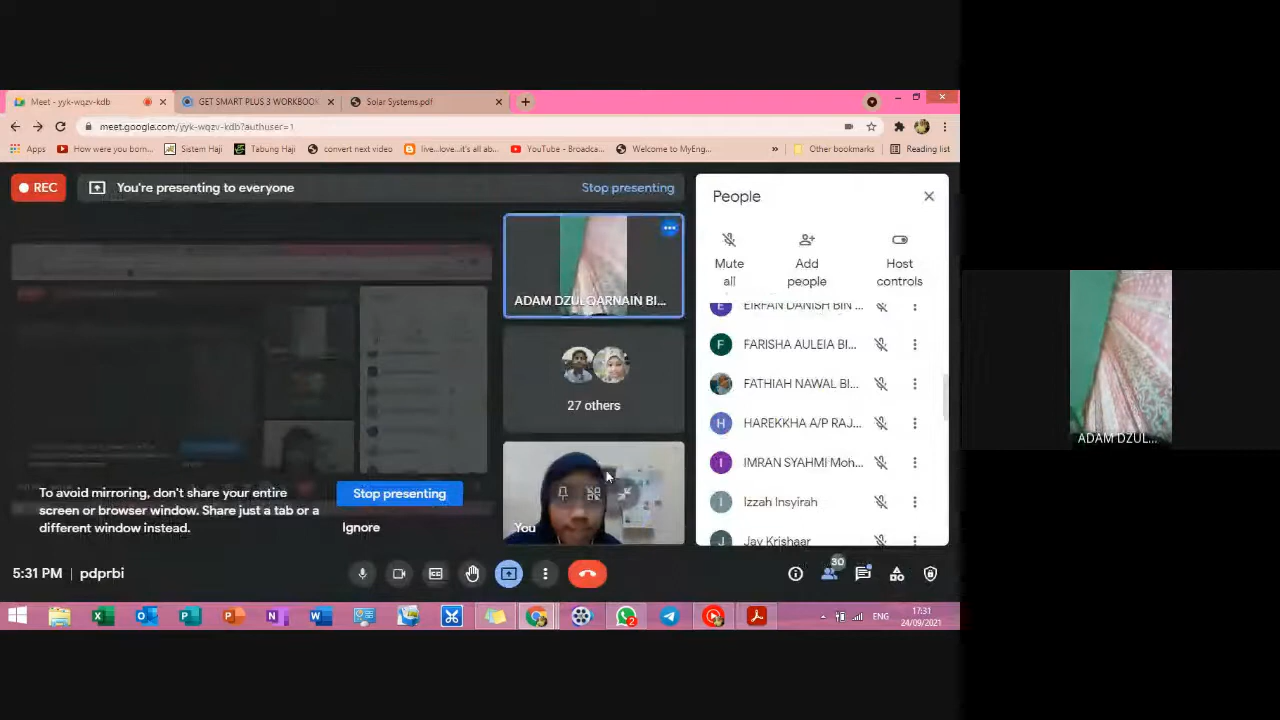 Meet - yyk-wqzv-kdb
GET SMART PLUS 3 WORKBOOK
Solar Systems.pdf
meet.google.com/yyk-wqzv-kdb?authuser=1
Apps
How were you born...
Sistem Haji
Tabung Haji
convert next video
live...love...it's all ab...
YouTube - Broadca...
Welcome to MyEng...
»
Other bookmarks
Reading list
REC
You're presenting to everyone
Stop presenting
ADAM DZULQARNAIN BI...
27 others
You
To avoid mirroring, don't share your entire
screen or browser window. Share just a tab or a
different window instead.
Stop presenting
Ignore
People
Mute
all
Add
people
Host
controls
EIRFAN DANISH BIN ...
FARISHA AULEIA BI...
FATHIAH NAWAL BI...
HAREKKHA A/P RAJ...
IMRAN SYAHMI Moh...
Izzah Insyirah
Jay Krishaar
5:31 PM | pdprbi
30
2
ENG
17:31
24/09/2021
ADAM DZUL...